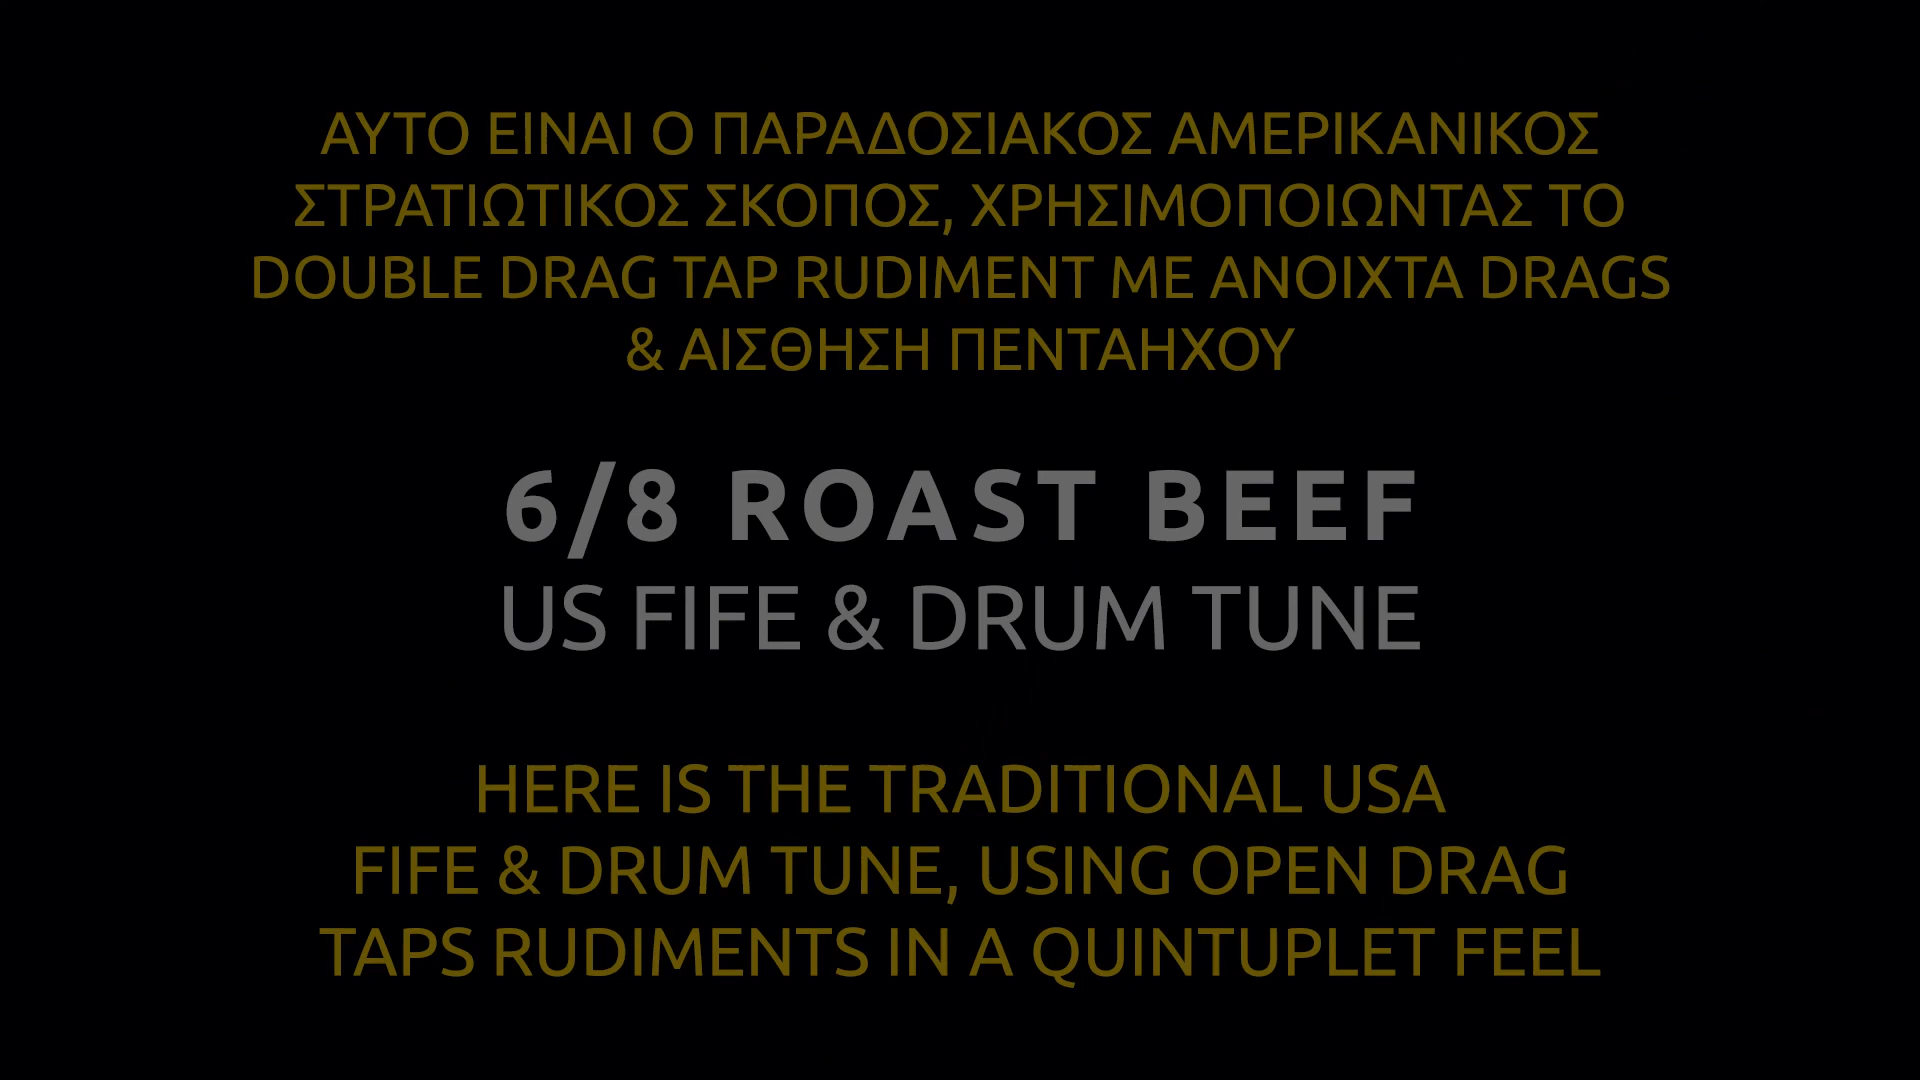 ΑΥΤΟ ΕΙΝΑΙ Ο ΠΑΡΑΔΟΣΙΑΚΟΣ ΑΜΕΡΙΚΑΝΙΚΟΣ
ΣΤΡΑΤΙΩΤΙΚΟΣ ΣΚΟΠΟΣ, ΧΡΗΣΙΜΟΠΟΙΩΝΤΑΣ ΤΟ
DOUBLE DRAG TAP RUDIMENT ΜΕ ΑΝΟΙΧΤΑ DRAGS
& ΑΙΣΘΗΣΗ ΠΕΝΤΑΗΧΟΥ
6/8 ROAST BEEF
US FIFE & DRUM TUNE
HERE IS THE TRADITIONAL USA
FIFE & DRUM TUNE, USING OPEN DRAG
TAPS RUDIMENTS IN A QUINTUPLET FEEL